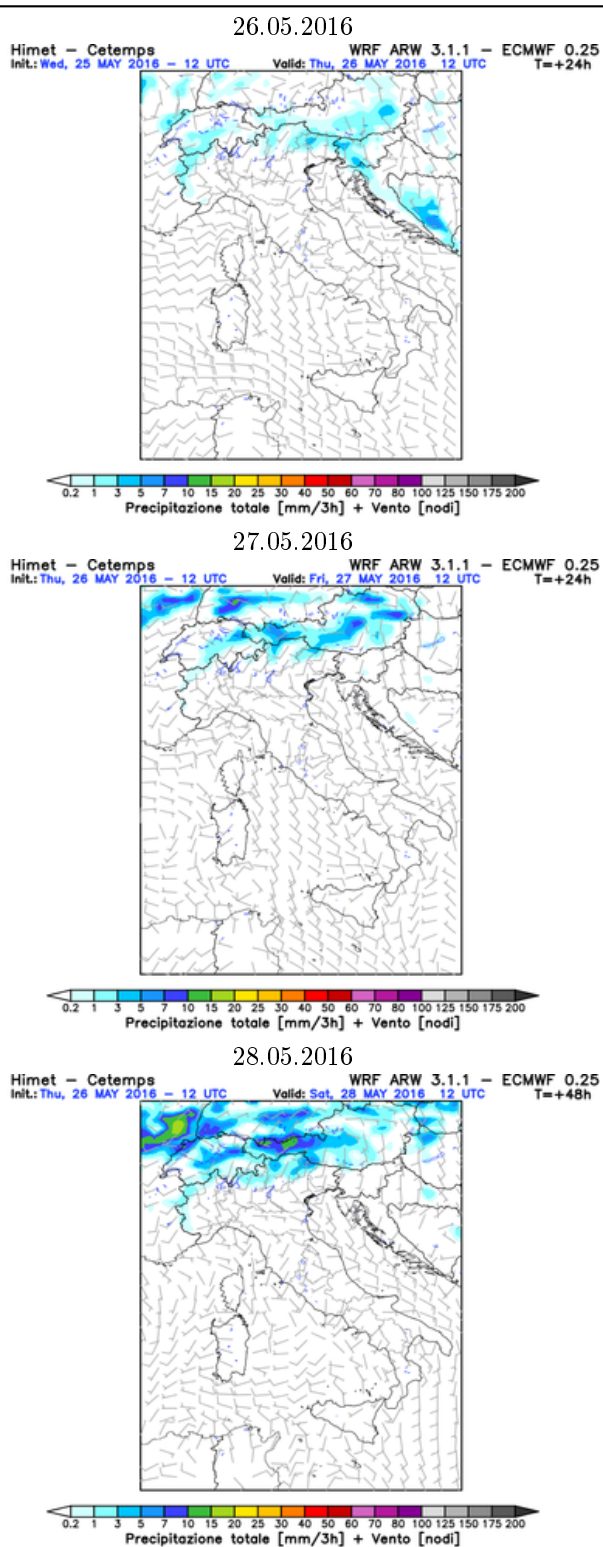 26.05.2016
Himet – Cetemps WRF ARW 3.1.1 – ECMWF 0.25
Init.: Wed, 25 MAY 2016 – 12 UTC Valid: Thu, 26 MAY 2016 12 UTC T=+24h
0.2 1 3 5 7 10 15 20 25 30 40 50 60 70 80 100 125 150 175 200
Precipitazione totale [mm/3h] + Vento [nodi]
27.05.2016
Himet – Cetemps WRF ARW 3.1.1 – ECMWF 0.25
Init.: Thu, 26 MAY 2016 – 12 UTC Valid: Fri, 27 MAY 2016 12 UTC T=+24h
0.2 1 3 5 7 10 15 20 25 30 40 50 60 70 80 100 125 150 175 200
Precipitazione totale [mm/3h] + Vento [nodi]
28.05.2016
Himet – Cetemps WRF ARW 3.1.1 – ECMWF 0.25
Init.: Thu, 26 MAY 2016 – 12 UTC Valid: Sat, 28 MAY 2016 12 UTC T=+48h
0.2 1 3 5 7 10 15 20 25 30 40 50 60 70 80 100 125 150 175 200
Precipitazione totale [mm/3h] + Vento [nodi]